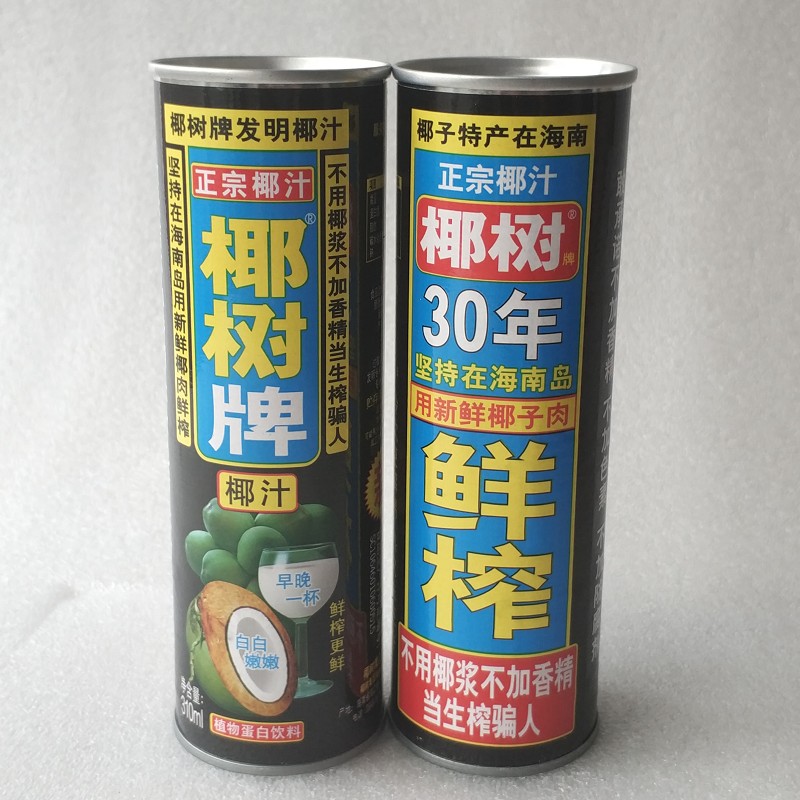 椰树牌发明椰汁
坚持在海南岛用新鲜椰肉鲜榨
正宗椰汁
椰树牌®
不用椰浆不加香精当生榨骗人
椰汁
早晚
一杯
白白
嫩嫩
鲜榨更鲜
净含量:
310ml
植物蛋白饮料
椰子特产在海南
正宗椰汁
椰树®牌
30年
坚持在海南岛
用新鲜椰子肉
鲜榨
不用椰浆不加香精
当生榨骗人